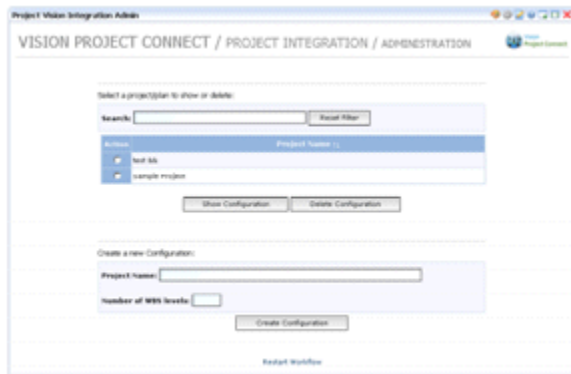 Project Vision Integration Admin
VISION PROJECT CONNECT / PROJECT INTEGRATION / ADMINISTRATION
Project Connect
Select a project/plan to show or delete:
Search:
Reset Filter
Action
Project Name
sample Project
Show Configuration
Delete Configuration
Create a new Configuration:
Project Name:
Number of WBS levels:
Create Configuration
Restart Workflow